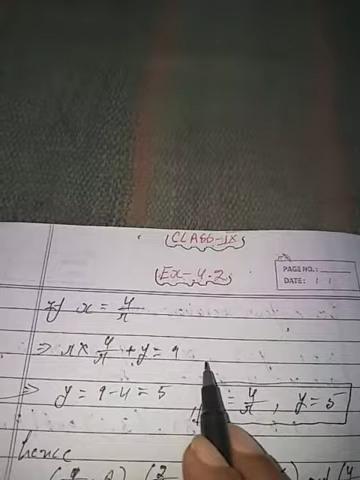 CLASS-IX
Ex-4.2
PAGE NO.:
DATE: / /
If x = 4/π
⇒ π × 4/π + y = 9
⇒ y = 9-4 = 5
= 4/π, y = 5
hence